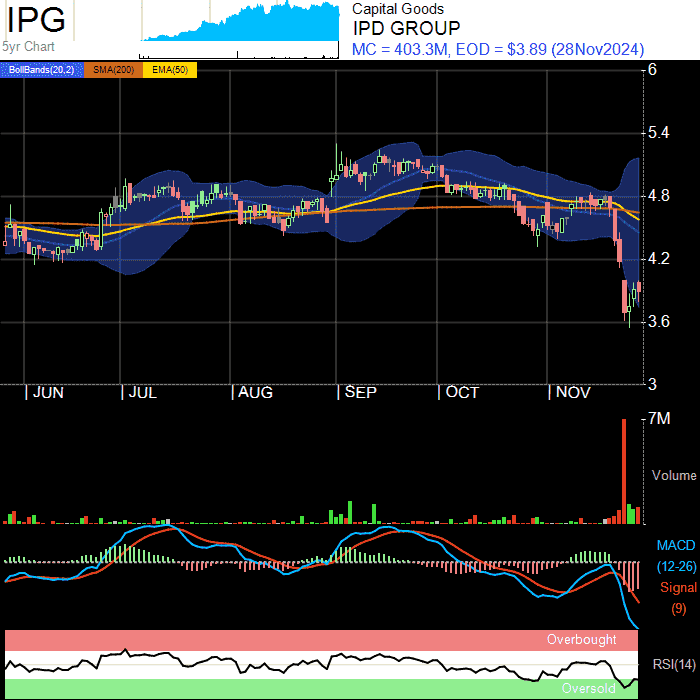 IPG
5yr Chart
Capital Goods
IPD GROUP
MC = 403.3M, EOD = $3.89 (28Nov2024)
BollBands(20,2) SMA(200) EMA(50)
6
5.4
4.8
4.2
3.6
3
JUN JUL AUG SEP OCT NOV
7M
Volume
MACD
(12-26)
Signal
(9)
Overbought
RSI(14)
Oversold